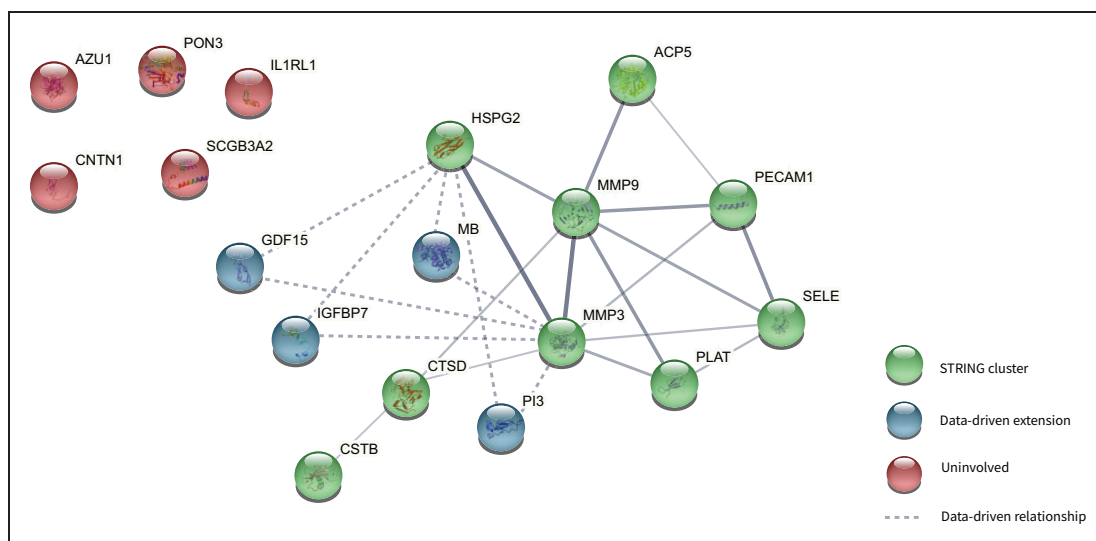 AZU1
PON3
IL1RL1
ACP5
HSPG2
CNTN1
SCGB3A2
MMP9
PECAM1
GDF15
MB
SELE
IGFBP7
MMP3
CTSD
PLAT
PI3
CSTB
STRING cluster
Data-driven extension
Uninvolved
Data-driven relationship